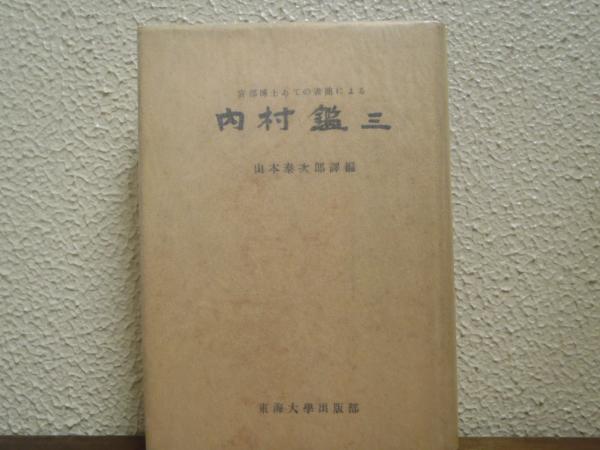 宮部博士あての書簡による
内村鑑三
山本泰次郎譯編
東海大學出版部